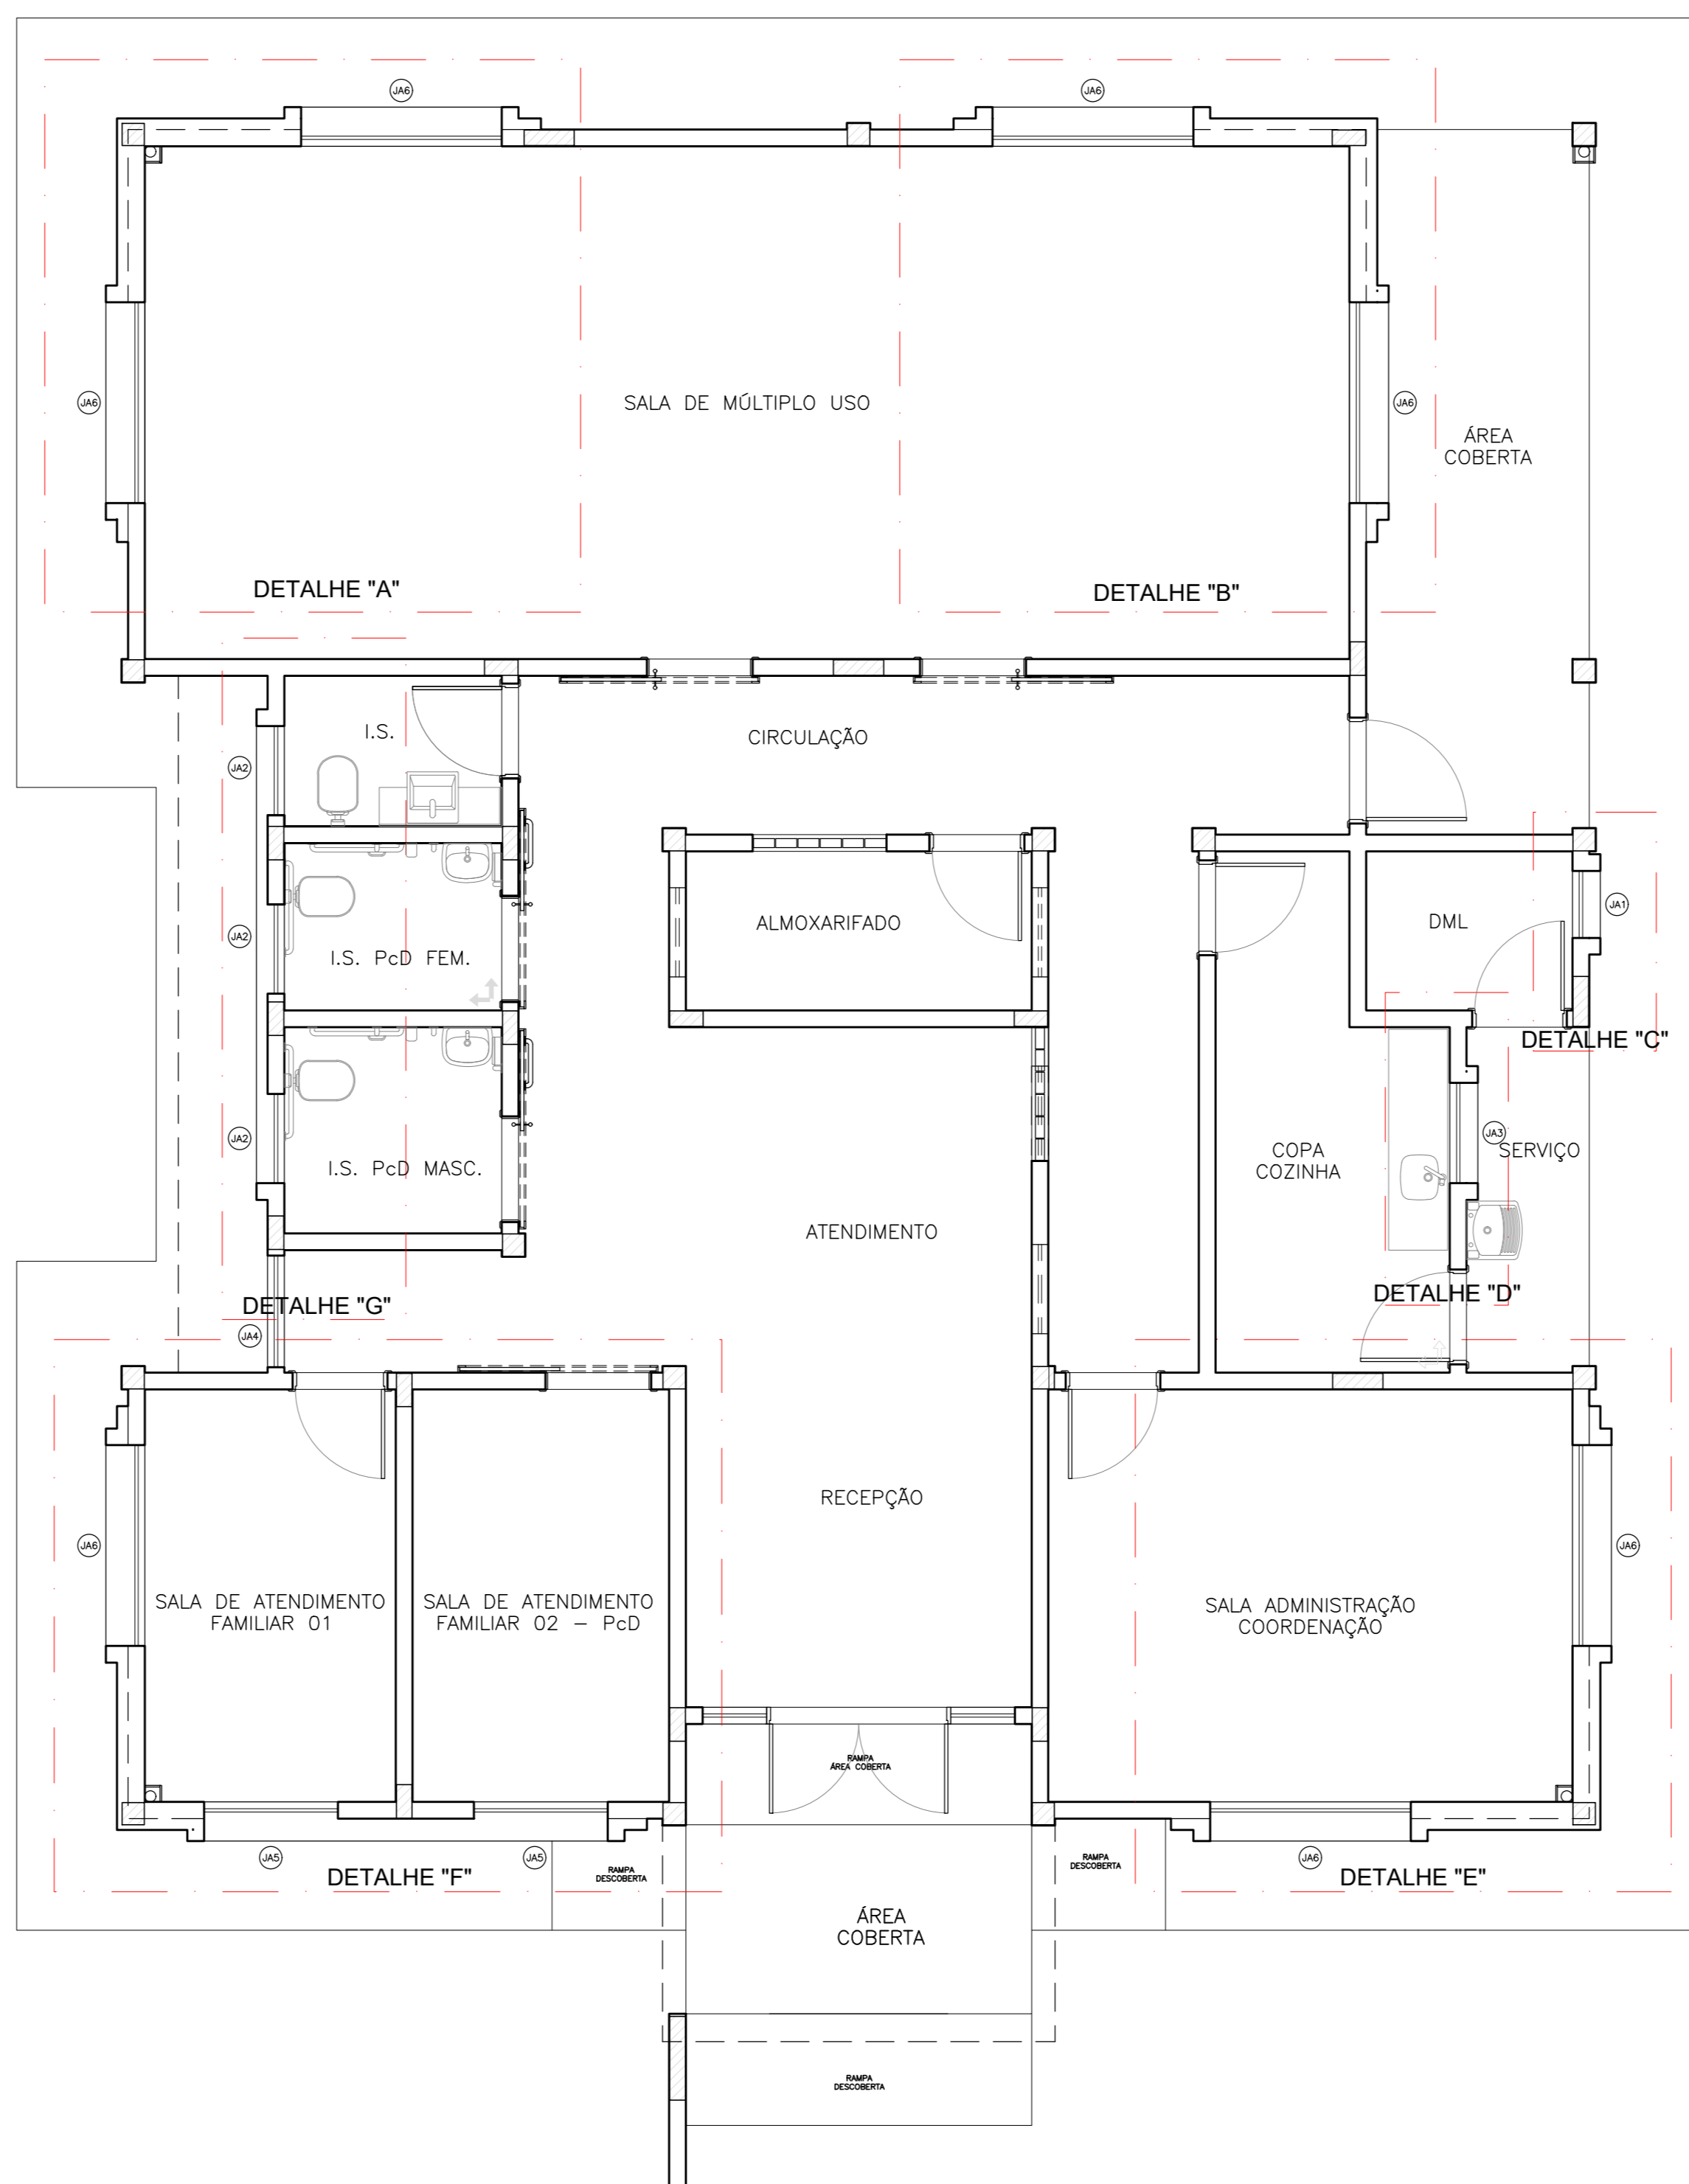 JA6
JA6
JA6
SALA DE MÚLTIPLO USO
JA6
ÁREA
COBERTA
DETALHE "A"
DETALHE "B"
I.S.
CIRCULAÇÃO
JA2
ALMOXARIFADO
DML
JA1
JA2
I.S. PcD FEM.
DETALHE "C"
JA2
I.S. PcD MASC.
COPA
COZINHA
JA3
SERVIÇO
ATENDIMENTO
DETALHE "G"
DETALHE "D"
JA4
RECEPÇÃO
JA6
JA6
SALA DE ATENDIMENTO
FAMILIAR 01
SALA DE ATENDIMENTO
FAMILIAR 02 – PcD
SALA ADMINISTRAÇÃO
COORDENAÇÃO
RAMPA
ÁREA COBERTA
JA5
JA5
JA6
DETALHE "F"
RAMPA
DESCOBERTA
RAMPA
DESCOBERTA
DETALHE "E"
ÁREA
COBERTA
RAMPA
DESCOBERTA